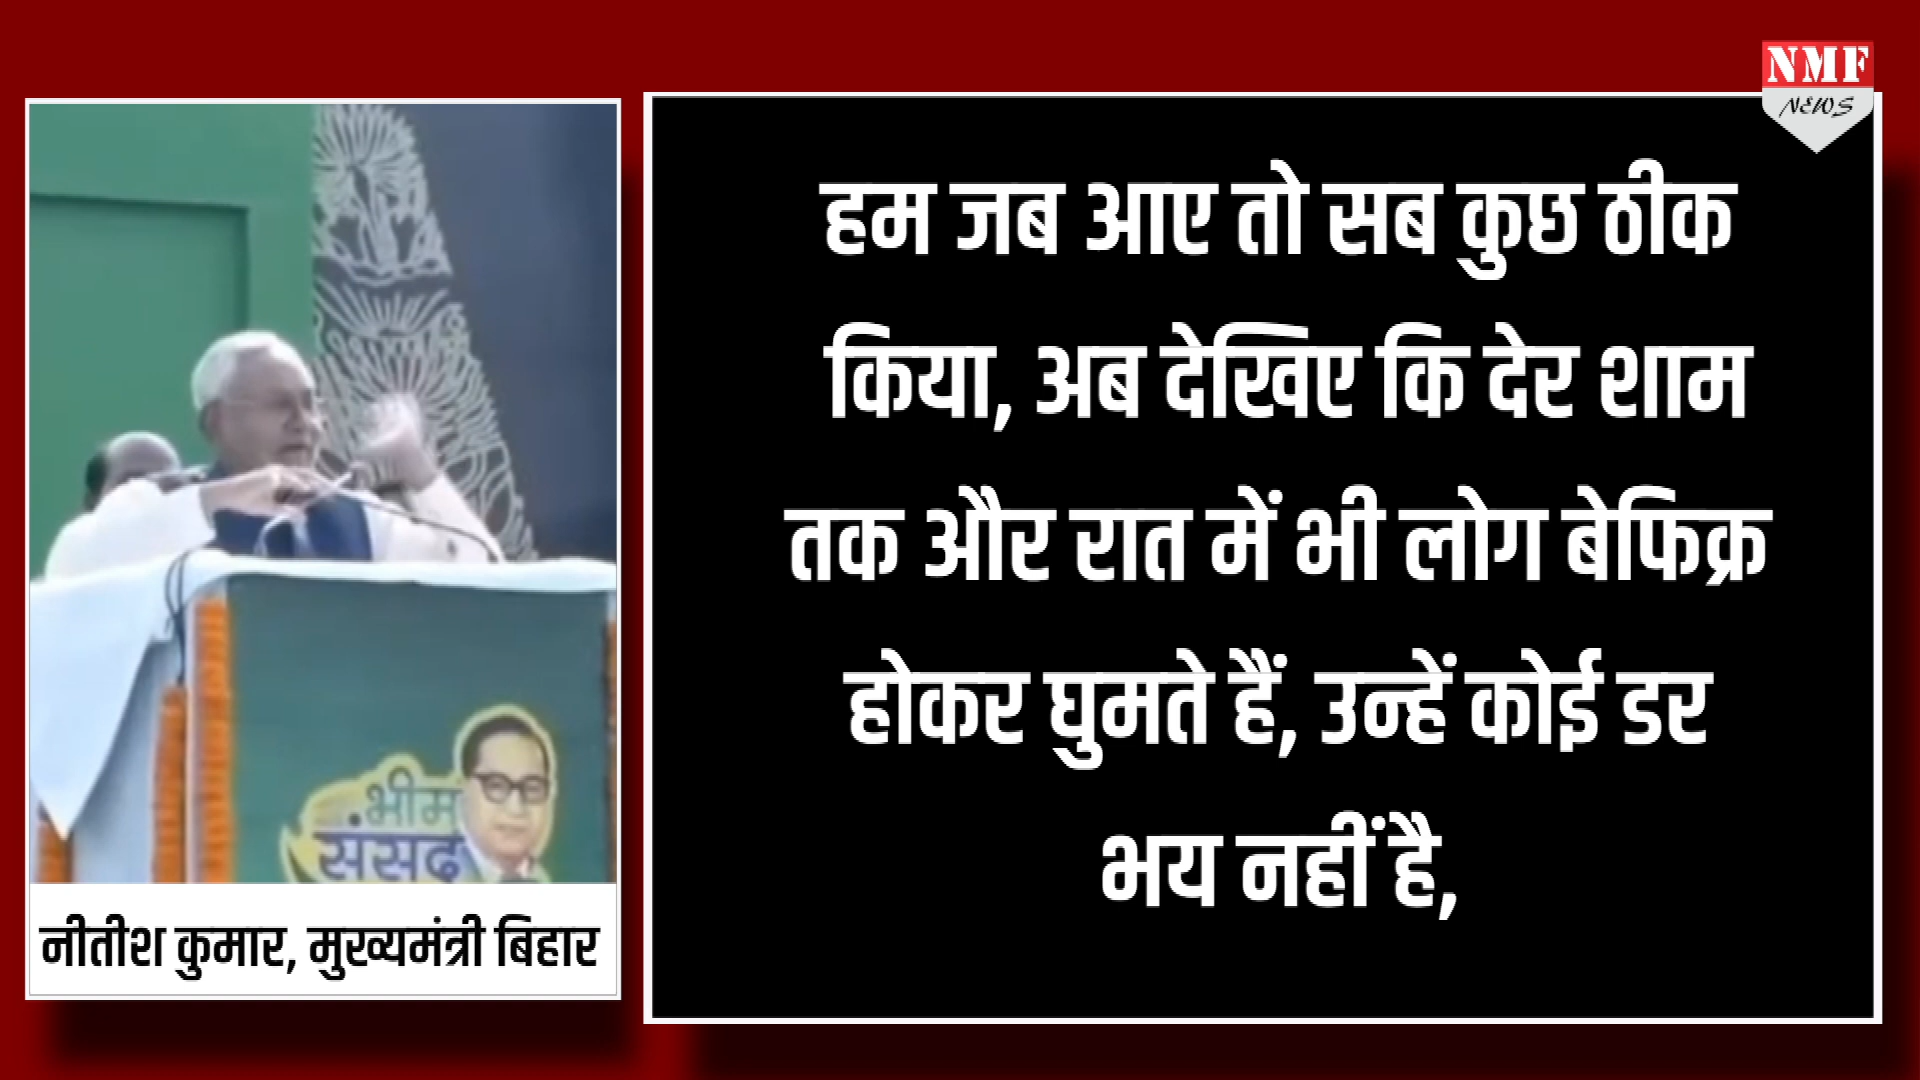 NMF
NEWS
हम जब आए तो सब कुछ ठीक
किया, अब देखिए कि देर शाम
तक और रात में भी लोग बेफिक्र
होकर घुमते हैं, उन्हें कोई डर
भय नहीं है,
भीम
संसद
नीतीश कुमार, मुख्यमंत्री बिहार